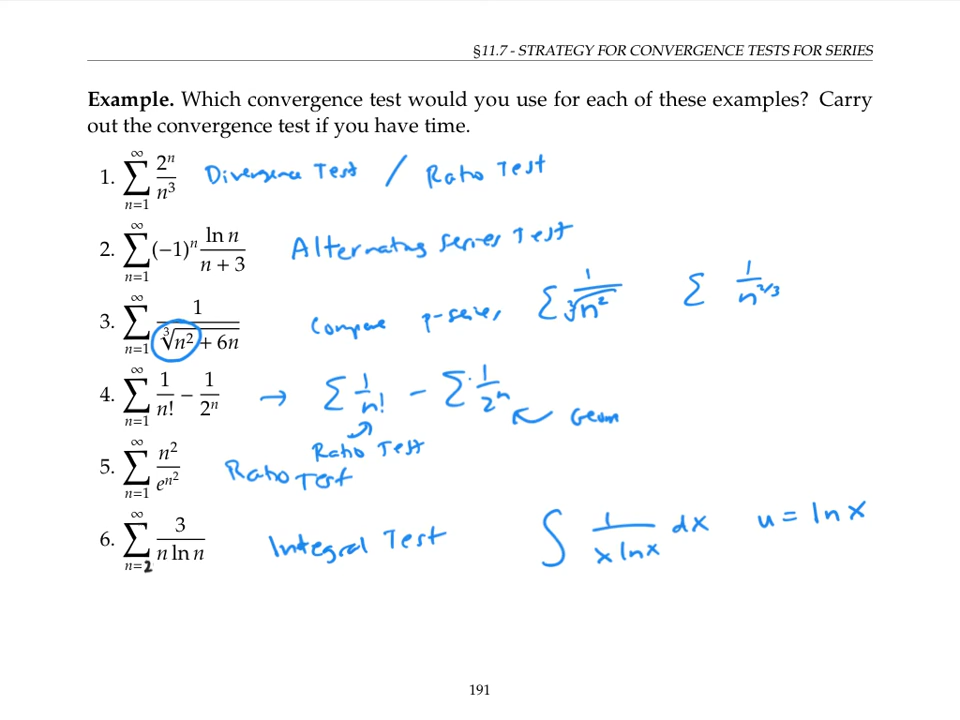 §11.7 - STRATEGY FOR CONVERGENCE TESTS FOR SERIES
Example. Which convergence test would you use for each of these examples? Carry
out the convergence test if you have time.
1. ∑_{n=1}^{∞} 2^n / n^3 Divergence Test / Ratio Test
2. ∑_{n=1}^{∞} (−1)^n ln n / (n + 3) Alternating Series Test
3. ∑_{n=1}^{∞} 1 / (∛n^2 + 6n) Compare p-series ∑ 1/∛n^2 ∑ 1/n^{2/3}
4. ∑_{n=1}^{∞} 1/n! − 1/2^n → ∑ 1/n! − ∑ 1/2^n ← Geom
Ratio Test
5. ∑_{n=1}^{∞} n^2 / e^{n^2} Ratio Test
6. ∑_{n=2}^{∞} 3 / (n ln n) Integral Test ∫ 1/(x ln x) dx u = ln x
191